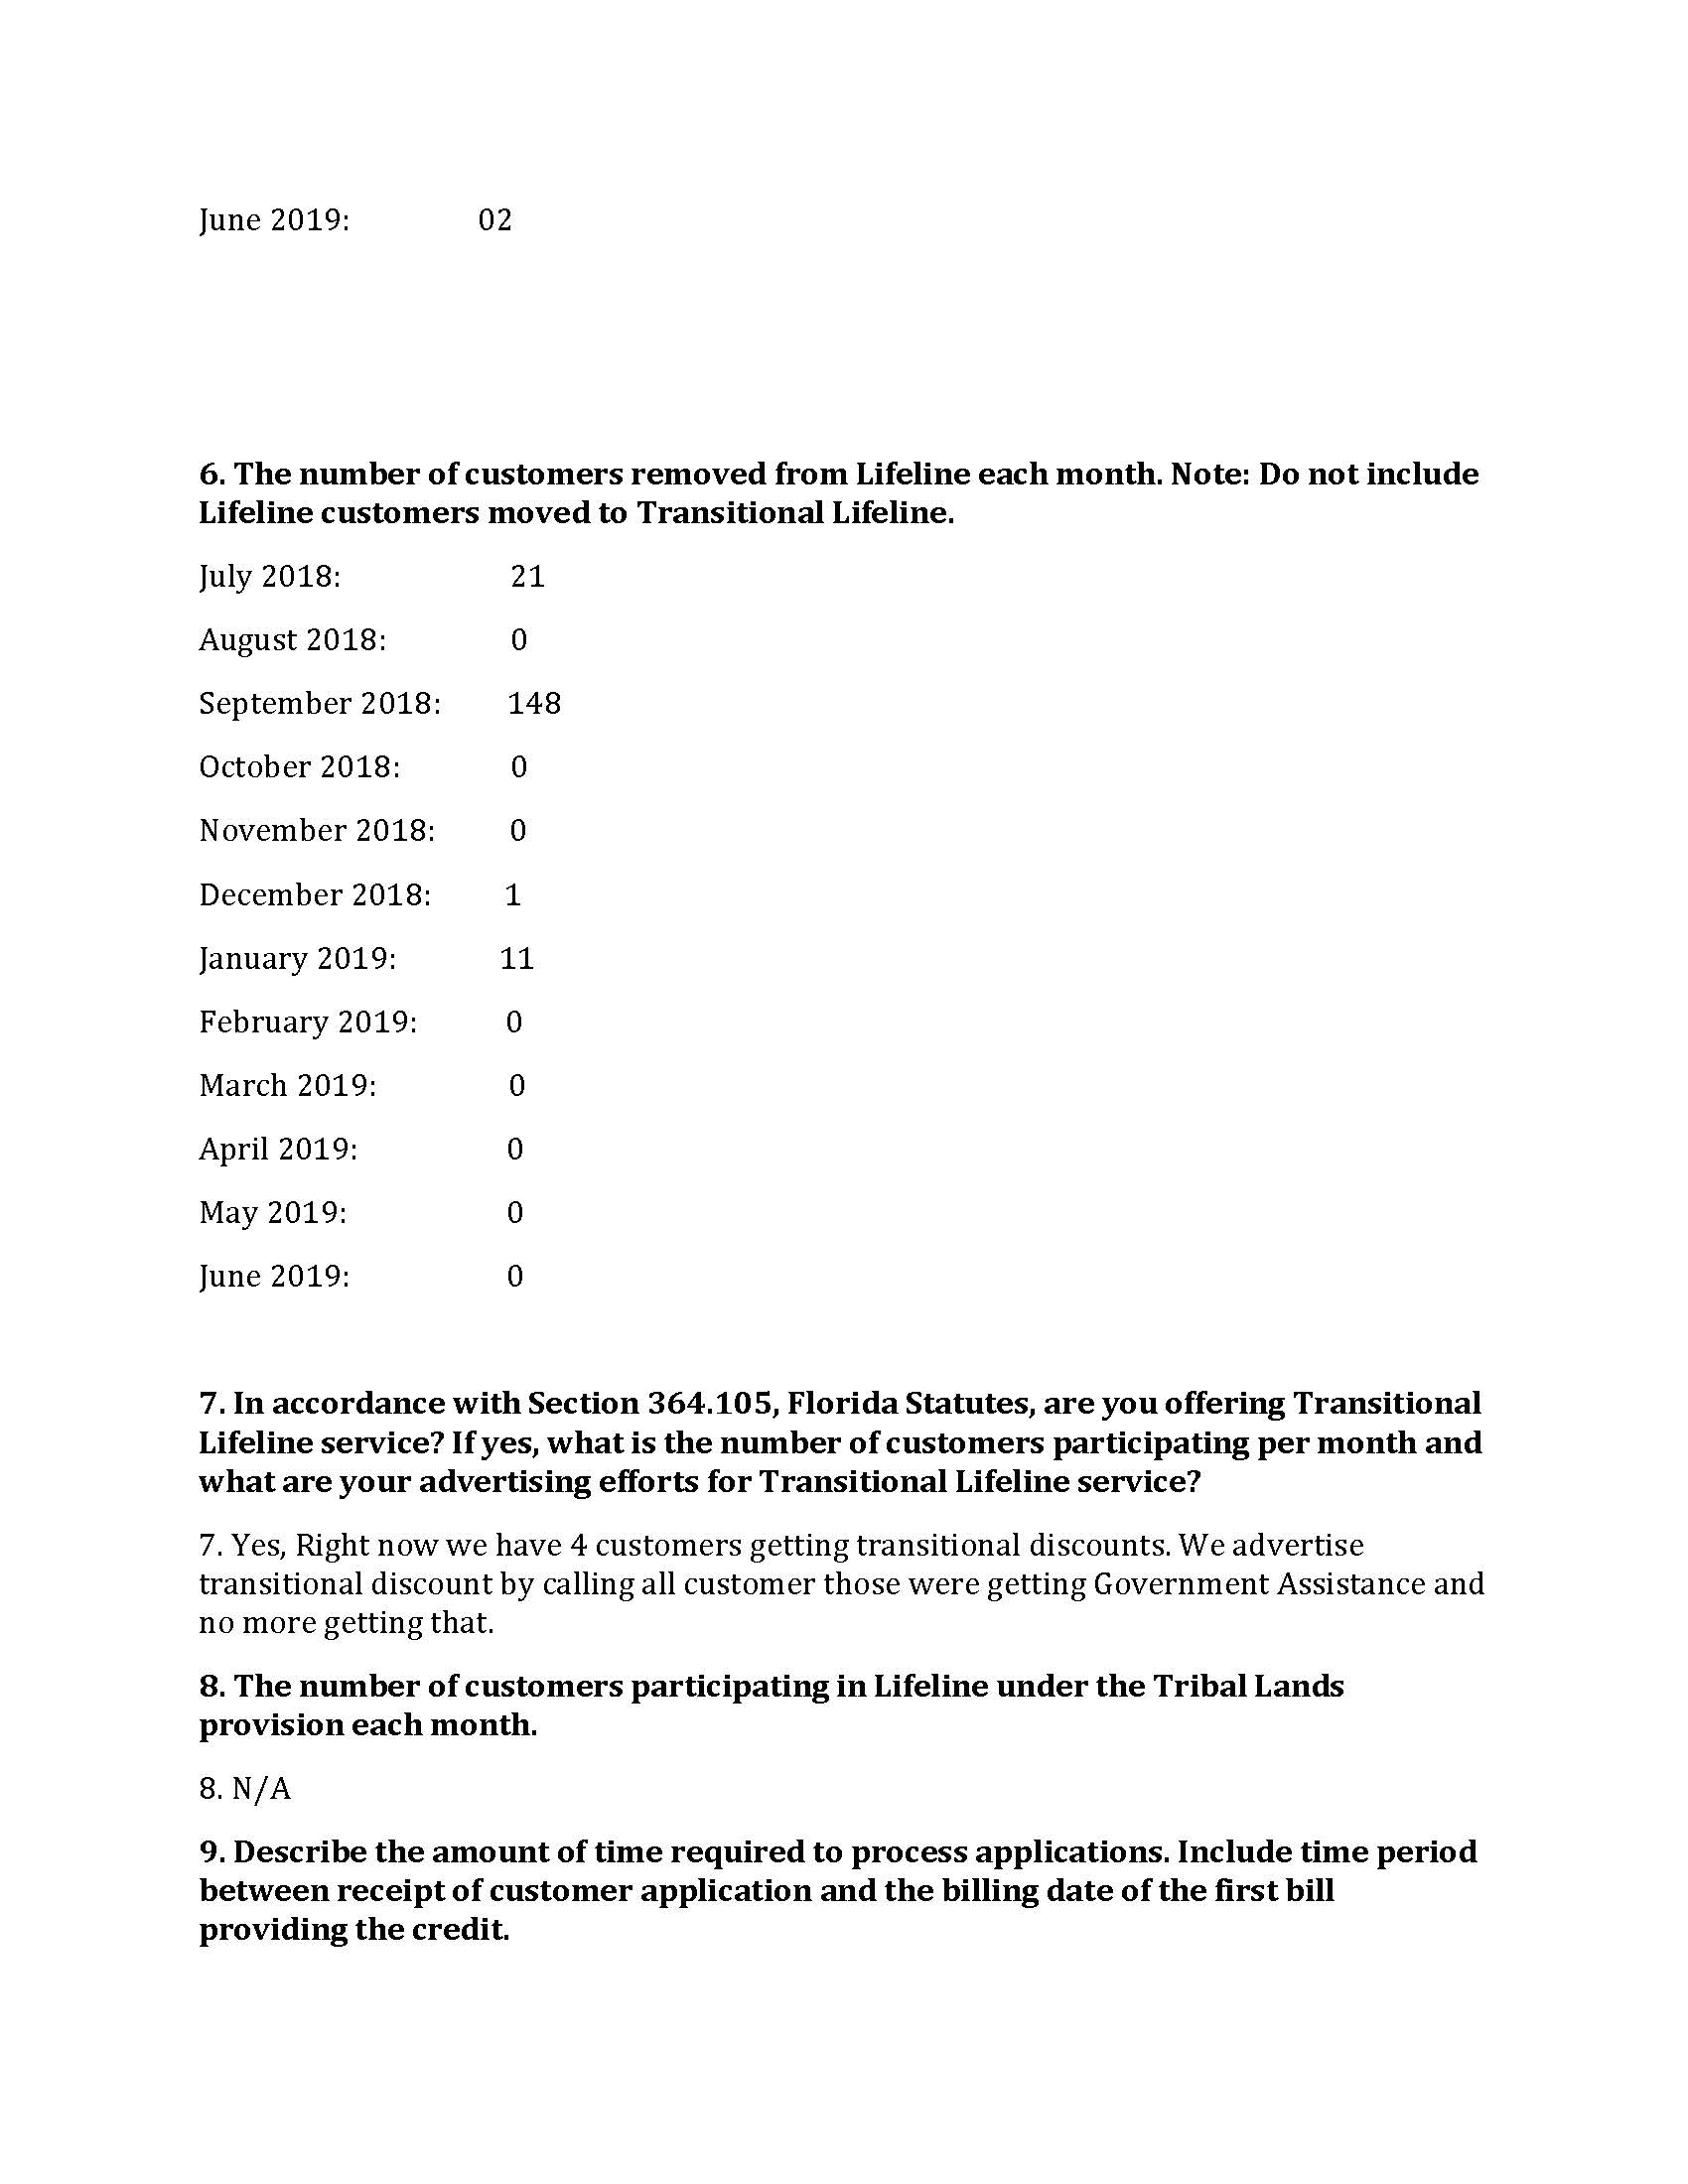 June 2019: 02
6. The number of customers removed from Lifeline each month. Note: Do not include
Lifeline customers moved to Transitional Lifeline.
July 2018: 21
August 2018: 0
September 2018: 148
October 2018: 0
November 2018: 0
December 2018: 1
January 2019: 11
February 2019: 0
March 2019: 0
April 2019: 0
May 2019: 0
June 2019: 0
7. In accordance with Section 364.105, Florida Statutes, are you offering Transitional
Lifeline service? If yes, what is the number of customers participating per month and
what are your advertising efforts for Transitional Lifeline service?
7. Yes, Right now we have 4 customers getting transitional discounts. We advertise
transitional discount by calling all customer those were getting Government Assistance and
no more getting that.
8. The number of customers participating in Lifeline under the Tribal Lands
provision each month.
8. N/A
9. Describe the amount of time required to process applications. Include time period
between receipt of customer application and the billing date of the first bill
providing the credit.